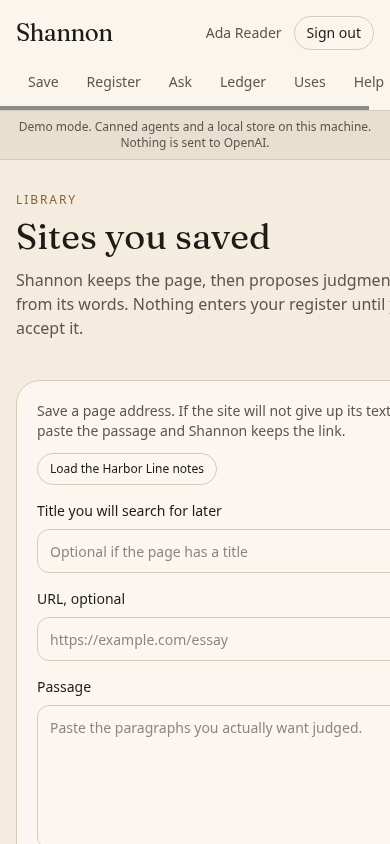 Shannon
Ada Reader
Sign out
Save Register Ask Ledger Uses Help
Demo mode. Canned agents and a local store on this machine.
Nothing is sent to OpenAI.
LIBRARY
Sites you saved
Shannon keeps the page, then proposes
from its words. Nothing enters your register until
accept it.
Save a page address. If the site will not give up its text
paste the passage and Shannon keeps the link.
Load the Harbor Line notes
Title you will search for later
Optional if the page has a title
URL, optional
https://example.com/essay
Passage
Paste the paragraphs you actually want judged.